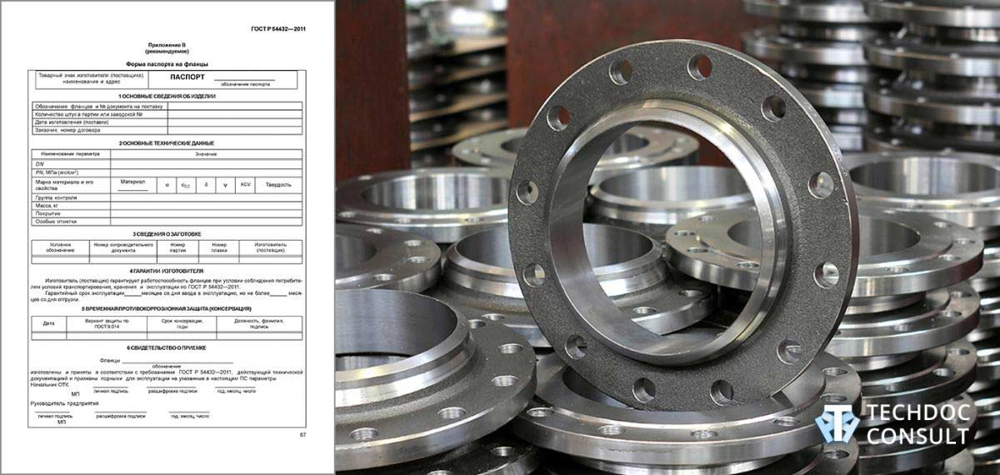 ГОСТ Р 54432—2011
Приложение В
(рекомендуемое)
Форма паспорта на фланцы
Товарный знак изготовителя (поставщика),
наименование и адрес
ПАСПОРТ
обозначение паспорта
1 ОСНОВНЫЕ СВЕДЕНИЯ ОБ ИЗДЕЛИИ
Обозначение фланцев и № документа на поставку
Количество штук в партии или заводской №
Дата изготовления (поставки)
Заказчик, номер договора
2 ОСНОВНЫЕ ТЕХНИЧЕСКИЕ ДАННЫЕ
Наименование параметра Значение
DN
PN, МПа (кгс/см²)
Марка материала и его
свойства
Материал σ σ0,2 δ ψ KCV Твердость
Группа контроля
Масса, кг
Покрытие
Особые отметки
3 СВЕДЕНИЯ О ЗАГОТОВКЕ
Условное
обозначение
Номер сопроводительного
документа
Номер
партии
Номер
плавки
Изготовитель
(поставщик)
4 ГАРАНТИИ ИЗГОТОВИТЕЛЯ
Изготовитель (поставщик) гарантирует работоспособность фланцев при условии соблюдения потребите-
лем условий транспортирования, хранения и эксплуатации по ГОСТ Р 54432—2011.
Гарантийный срок эксплуатации______месяцев со дня ввода в эксплуатацию, но не более______ меся-
цев со дня отгрузки.
5 ВРЕМЕННАЯ ПРОТИВОКОРРОЗИОННАЯ ЗАЩИТА (КОНСЕРВАЦИЯ)
Дата
Вариант защиты по
ГОСТ 9.014
Срок консервации,
годы
Должность, фамилия,
подпись
6 СВИДЕТЕЛЬСТВО О ПРИЕМКЕ
Фланцы
обозначение
изготовлены и приняты в соответствии с требованиями ГОСТ Р 54432—2011, действующей технической
документацией и признаны годными для эксплуатации на указанные в настоящем ПС параметры
Начальник ОТК
МП личная подпись расшифровка подписи год, месяц, число
Руководитель предприятия
личная подпись расшифровка подписи год, месяц, число
МП
87
TECHDOC
CONSULT